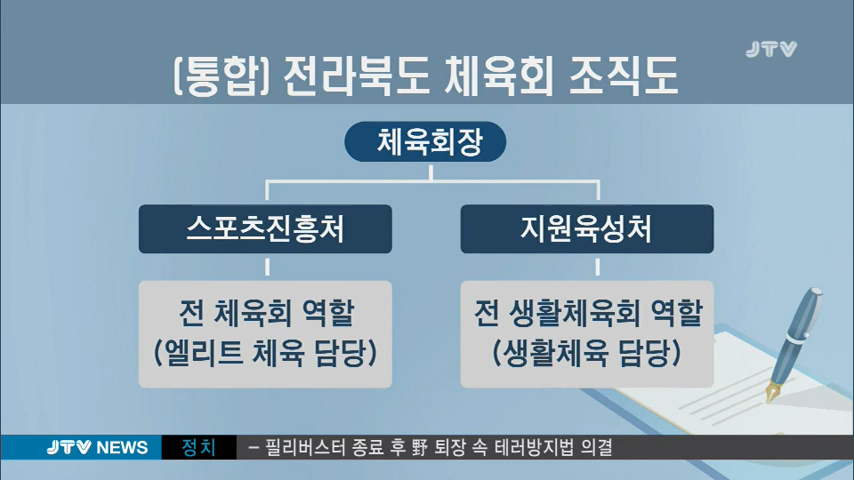 JTV
(통합) 전라북도 체육회 조직도
체육회장
스포츠진흥처
지원육성처
전 체육회 역할
(엘리트 체육 담당)
전 생활체육회 역할
(생활체육 담당)
JTV NEWS 정치 - 필리버스터 종료 후 野 퇴장 속 테러방지법 의결